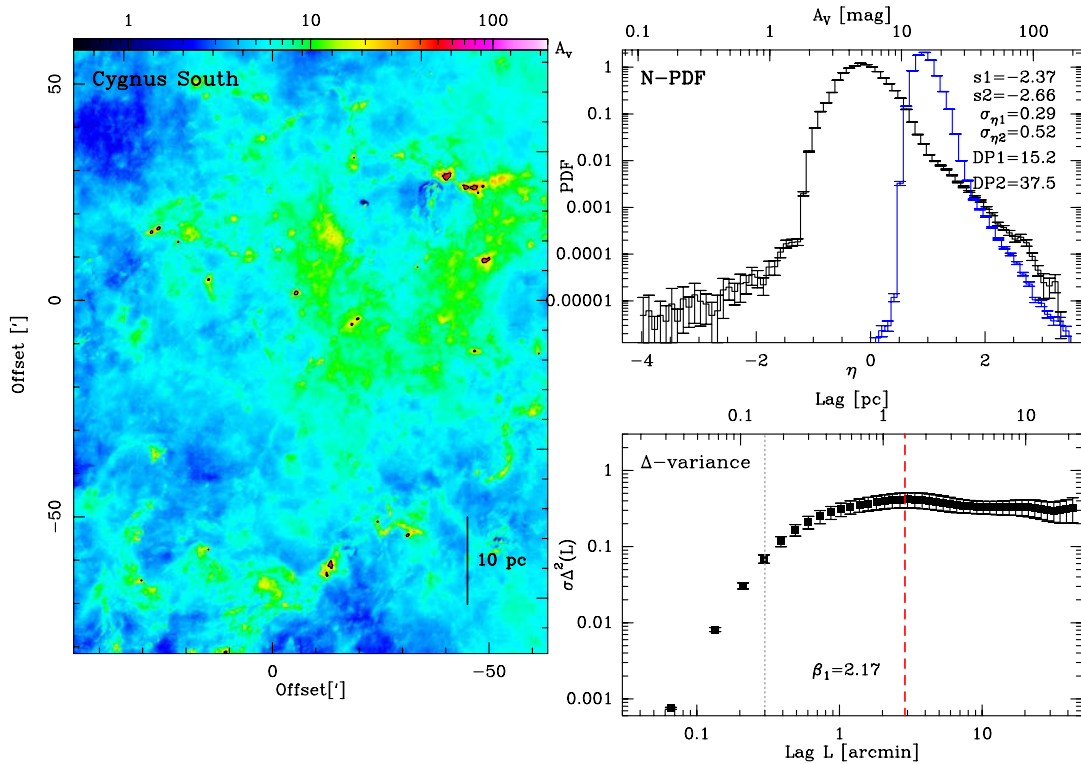 1 10 100
A_V
Cygnus South
50
0
−50
Offset [']
10 pc
0 −50
Offset[']
A_V [mag]
0.1 1 10 100
N−PDF
s1=−2.37
s2=−2.66
σ_η1=0.29
σ_η2=0.52
DP1=15.2
DP2=37.5
PDF
1
0.1
0.01
0.001
0.0001
0.00001
−4 −2 0 2
η
Lag [pc]
0.1 1 10
Δ−variance
σΔ²(L)
1
0.1
0.01
0.001
β₁=2.17
0.1 1 10
Lag L [arcmin]